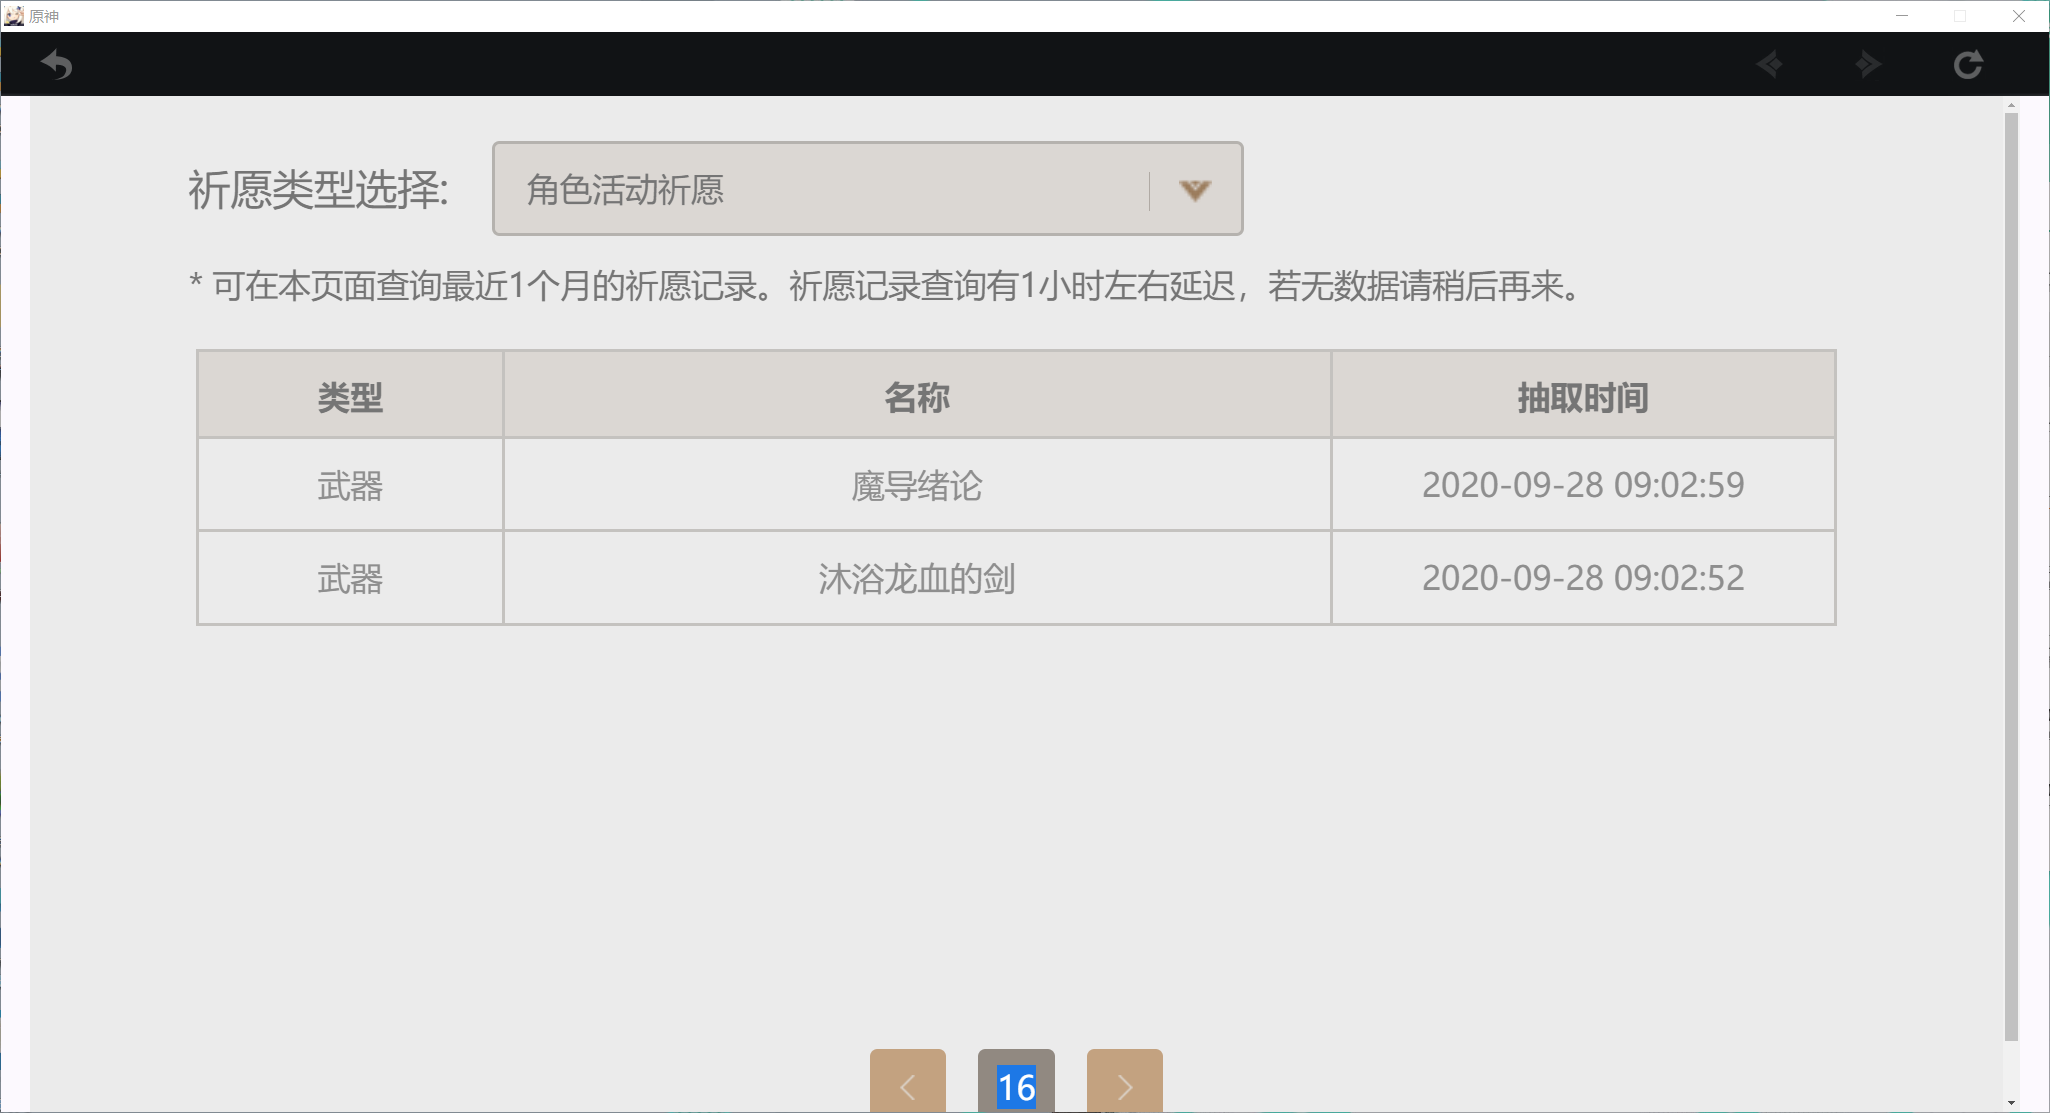 原神
祈愿类型选择: 角色活动祈愿
* 可在本页面查询最近1个月的祈愿记录。祈愿记录查询有1小时左右延迟，若无数据请稍后再来。
类型 名称 抽取时间
武器 魔导绪论 2020-09-28 09:02:59
武器 沐浴龙血的剑 2020-09-28 09:02:52
16